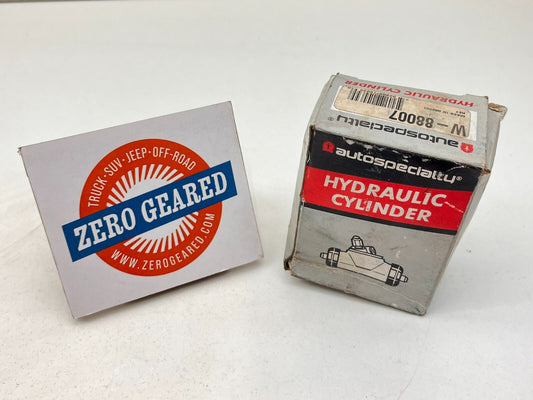 TRUCK·SUV·JEEP·OFF-ROAD
ZERO GEARED
WWW.ZEROGEARED.COM
HYDRAULIC CYLINDER
W-88007
autospecialty®
autospecialty®
HYDRAULIC
CYLINDER